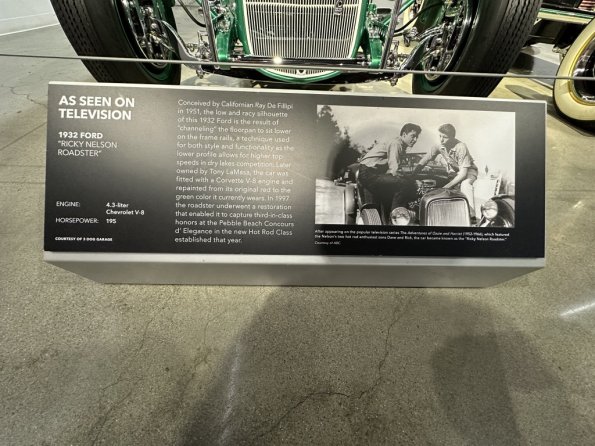 AS SEEN ON
TELEVISION
1932 FORD
"RICKY NELSON
ROADSTER"
ENGINE: 4.3-liter
Chevrolet V-8
HORSEPOWER: 195
COURTESY OF 3 DOG GARAGE
Conceived by Californian Ray De Fillipi
in 1951, the low and racy silhouette
of this 1932 Ford is the result of
"channeling" the floorpan to sit lower
on the frame rails, a technique used
for both style and functionality as the
lower profile allows for higher top
speeds in dry lakes competition. Later
owned by Tony LaMasa, the car was
fitted with a Corvette V-8 engine and
repainted from its original red to the
green color it currently wears. In 1997,
the roadster underwent a restoration
that enabled it to capture third-in-class
honors at the Pebble Beach Concours
d' Elegance in the new Hot Rod Class
established that year.
After appearing on the popular television series The Adventures of Ozzie and Harriet (1952-1966), which featured
the Nelson's two hot rod enthusiast sons Dave and Rick, the car became known as the "Ricky Nelson Roadster."
Courtesy of ABC